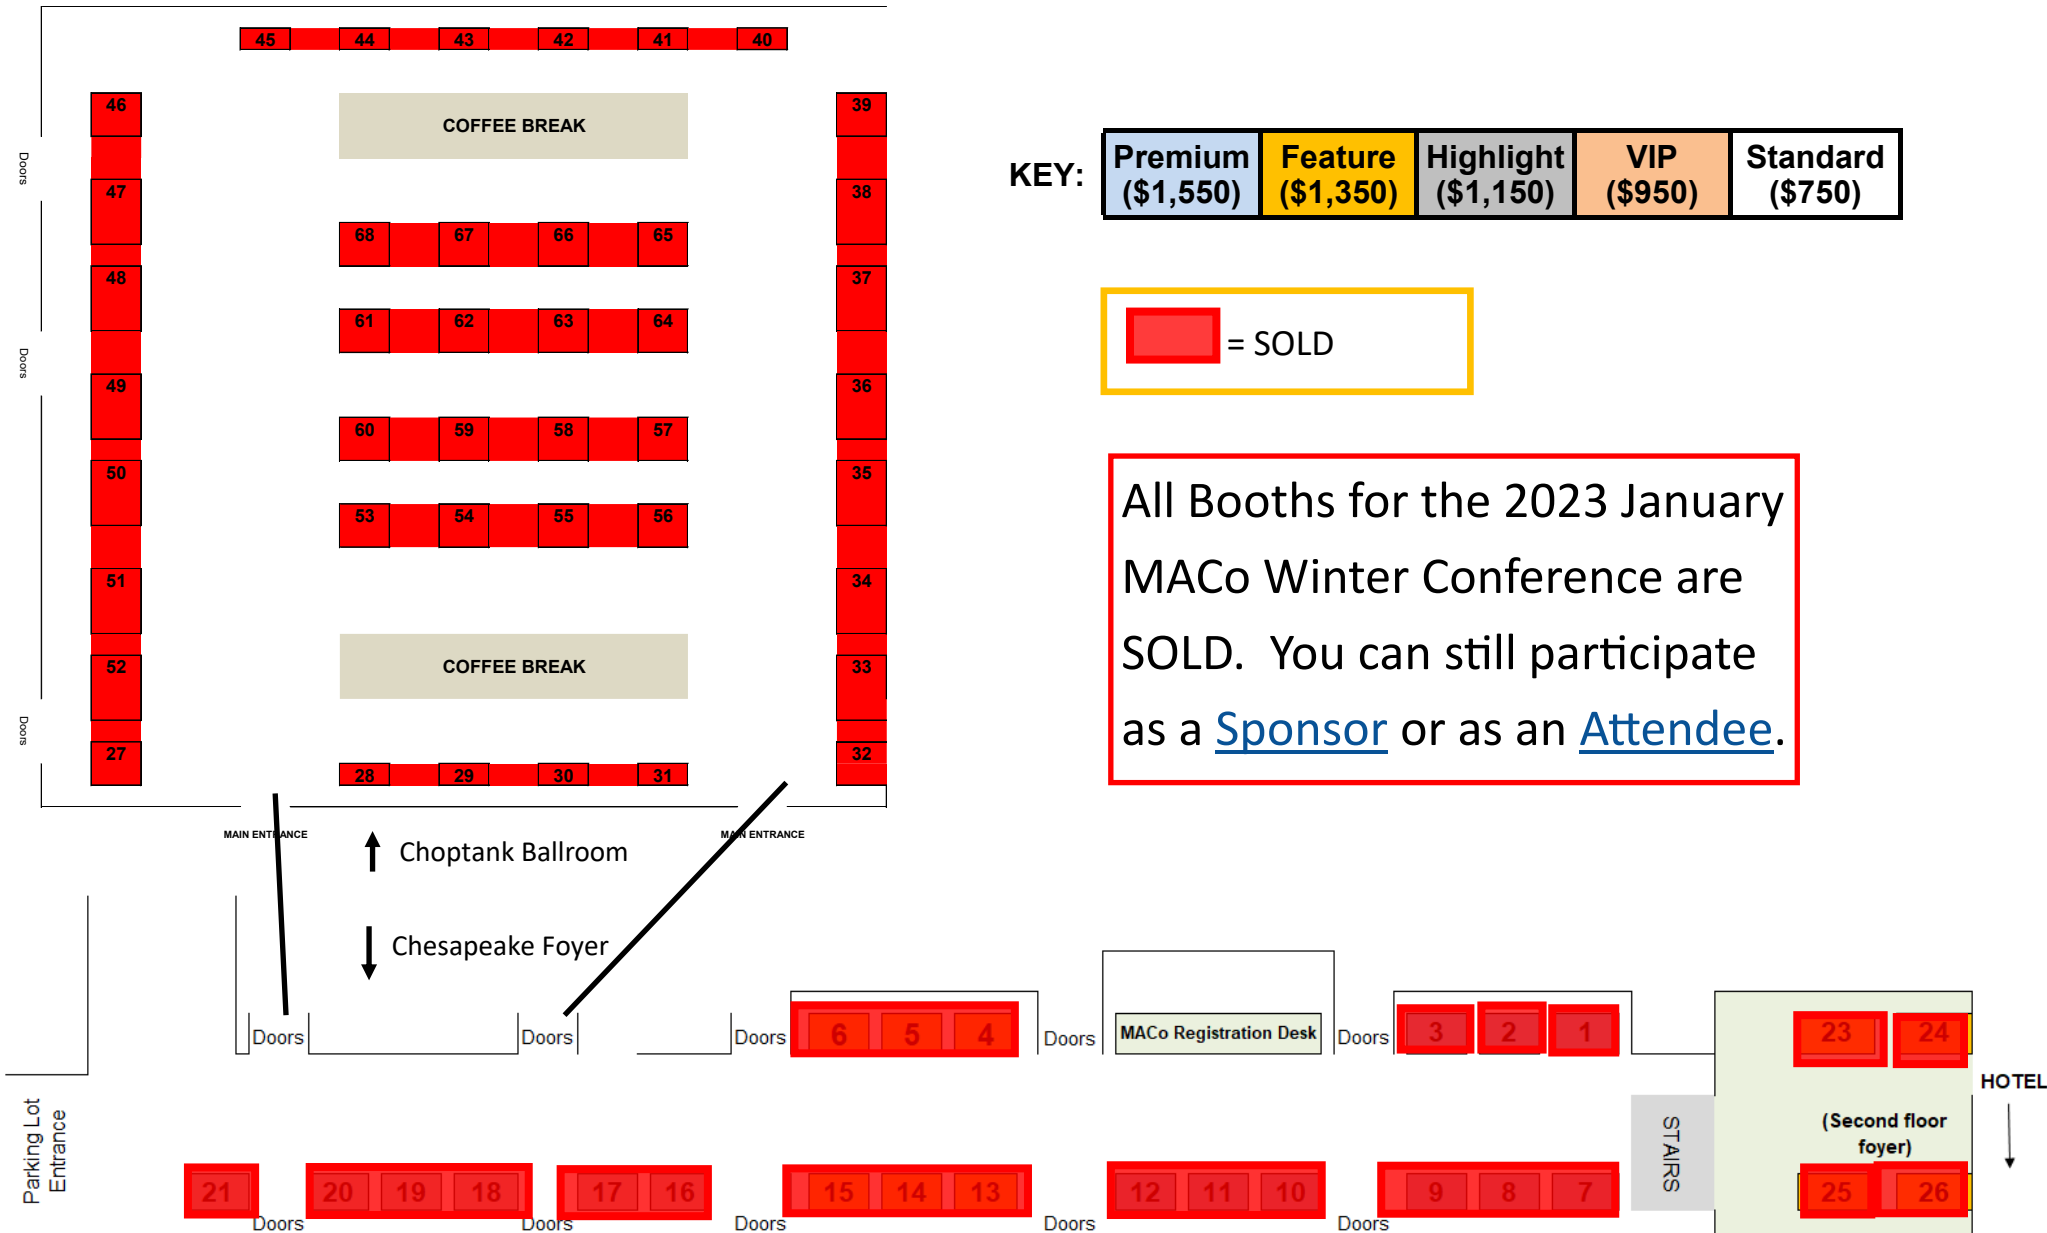 45 44 43 42 41 40
46 COFFEE BREAK 39
Doors
47 38
68 67 66 65
48 37
61 62 63 64
Doors
49 36
60 59 58 57
50 35
53 54 55 56
51 34
52 COFFEE BREAK 33
Doors
27 32
28 29 30 31
MAIN ENTRANCE MAIN ENTRANCE
Choptank Ballroom
Chesapeake Foyer
KEY:
Premium Feature Highlight VIP Standard
($1,550) ($1,350) ($1,150) ($950) ($750)
= SOLD
All Booths for the 2023 January
MACo Winter Conference are
SOLD.  You can still participate
as a Sponsor or as an Attendee.
Doors Doors Doors 6 5 4 Doors MACo Registration Desk Doors 3 2 1 23 24
HOTEL
Parking Lot
Entrance
STAIRS
(Second floor
foyer)
21 20 19 18 17 16 15 14 13 12 11 10 9 8 7 25 26
Doors Doors Doors Doors Doors